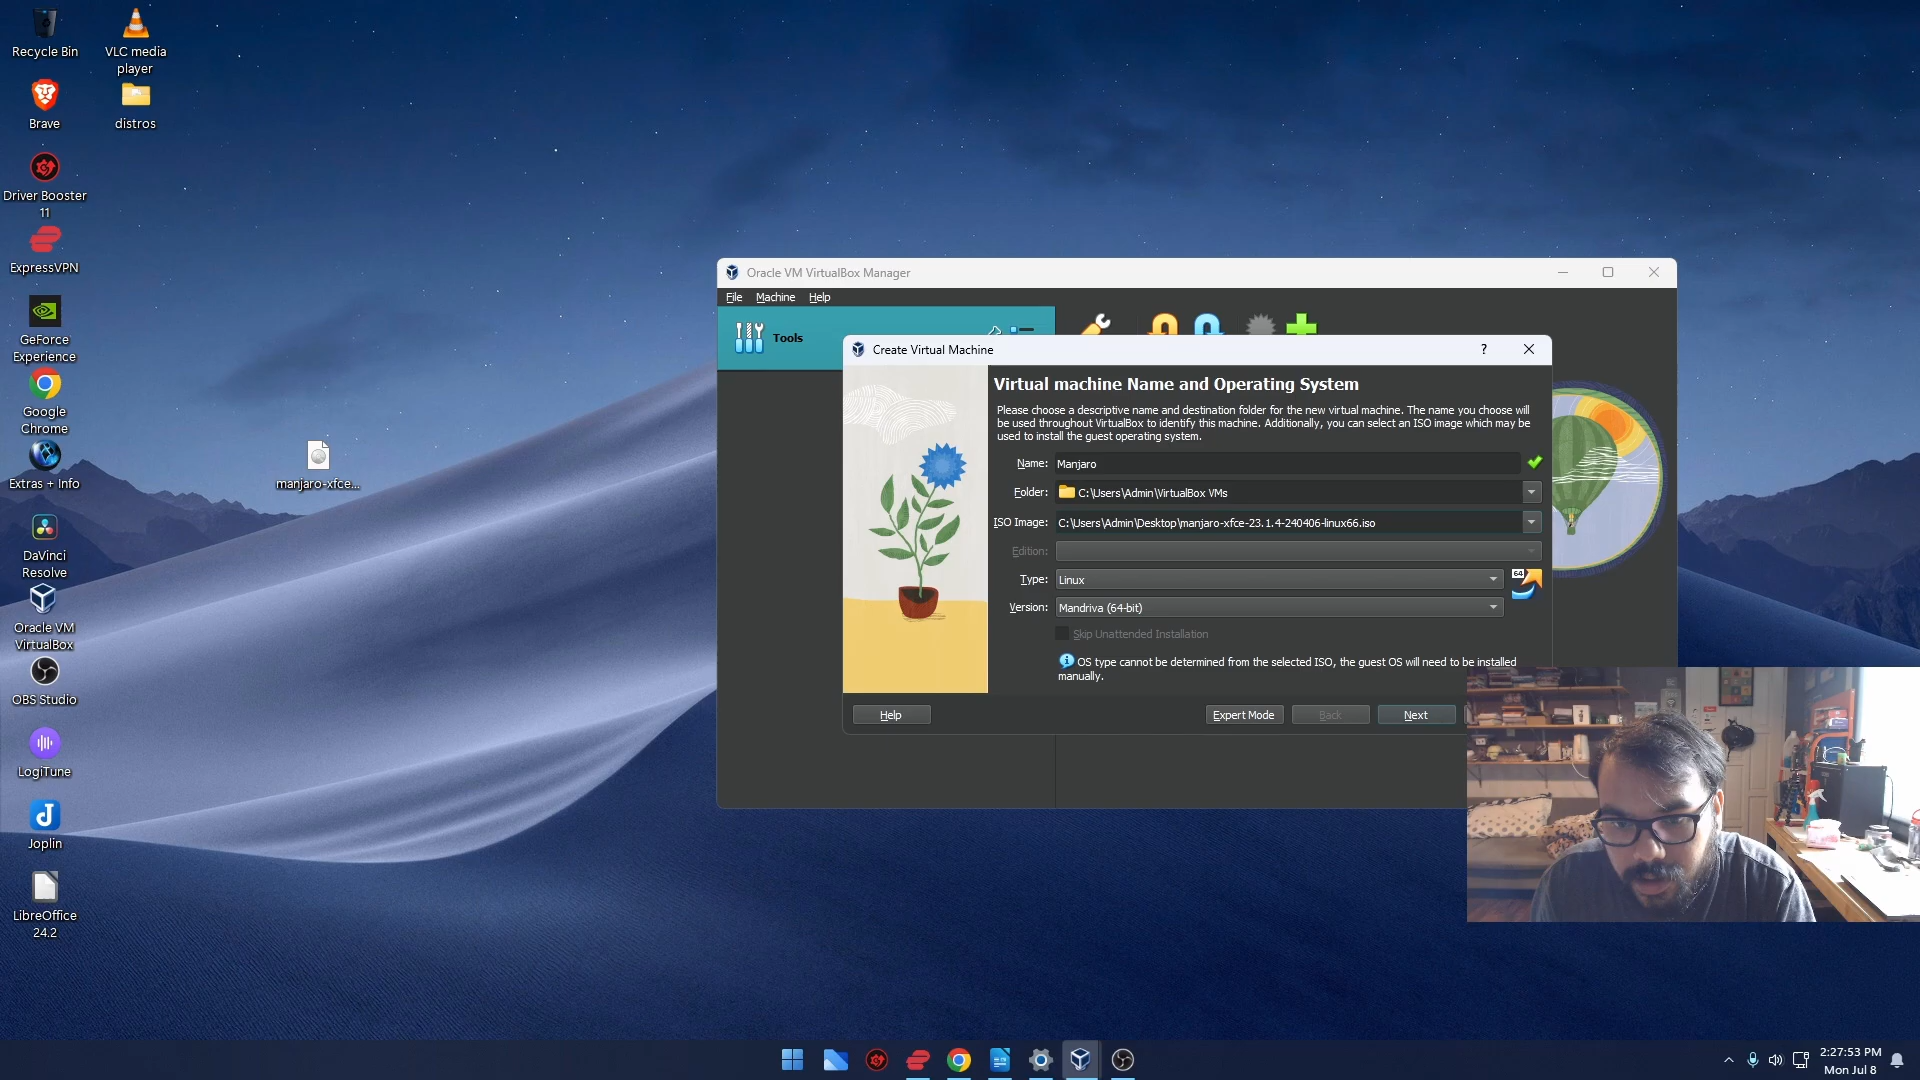 Recycle Bin
VLC media
player
Brave
distros
Driver Booster
11
ExpressVPN
GeForce
Experience
Google
Chrome
Extras + Info
manjaro-xfce...
DaVinci
Resolve
Oracle VM
VirtualBox
OBS Studio
LogiTune
Joplin
LibreOffice
24.2
Oracle VM VirtualBox Manager
File Machine Help
Tools
Create Virtual Machine
?
Virtual machine Name and Operating System
Please choose a descriptive name and destination folder for the new virtual machine. The name you choose will
be used throughout VirtualBox to identify this machine. Additionally, you can select an ISO image which may be
used to install the guest operating system.
Name: Manjaro
Folder: C:\Users\Admin\VirtualBox VMs
ISO Image: C:\Users\Admin\Desktop\manjaro-xfce-23.1.4-240406-linux66.iso
Edition:
Type: Linux
64
Version: Mandriva (64-bit)
Skip Unattended Installation
OS type cannot be determined from the selected ISO, the guest OS will need to be installed
manually.
Help Expert Mode Back Next
2:27:53 PM
Mon Jul 8